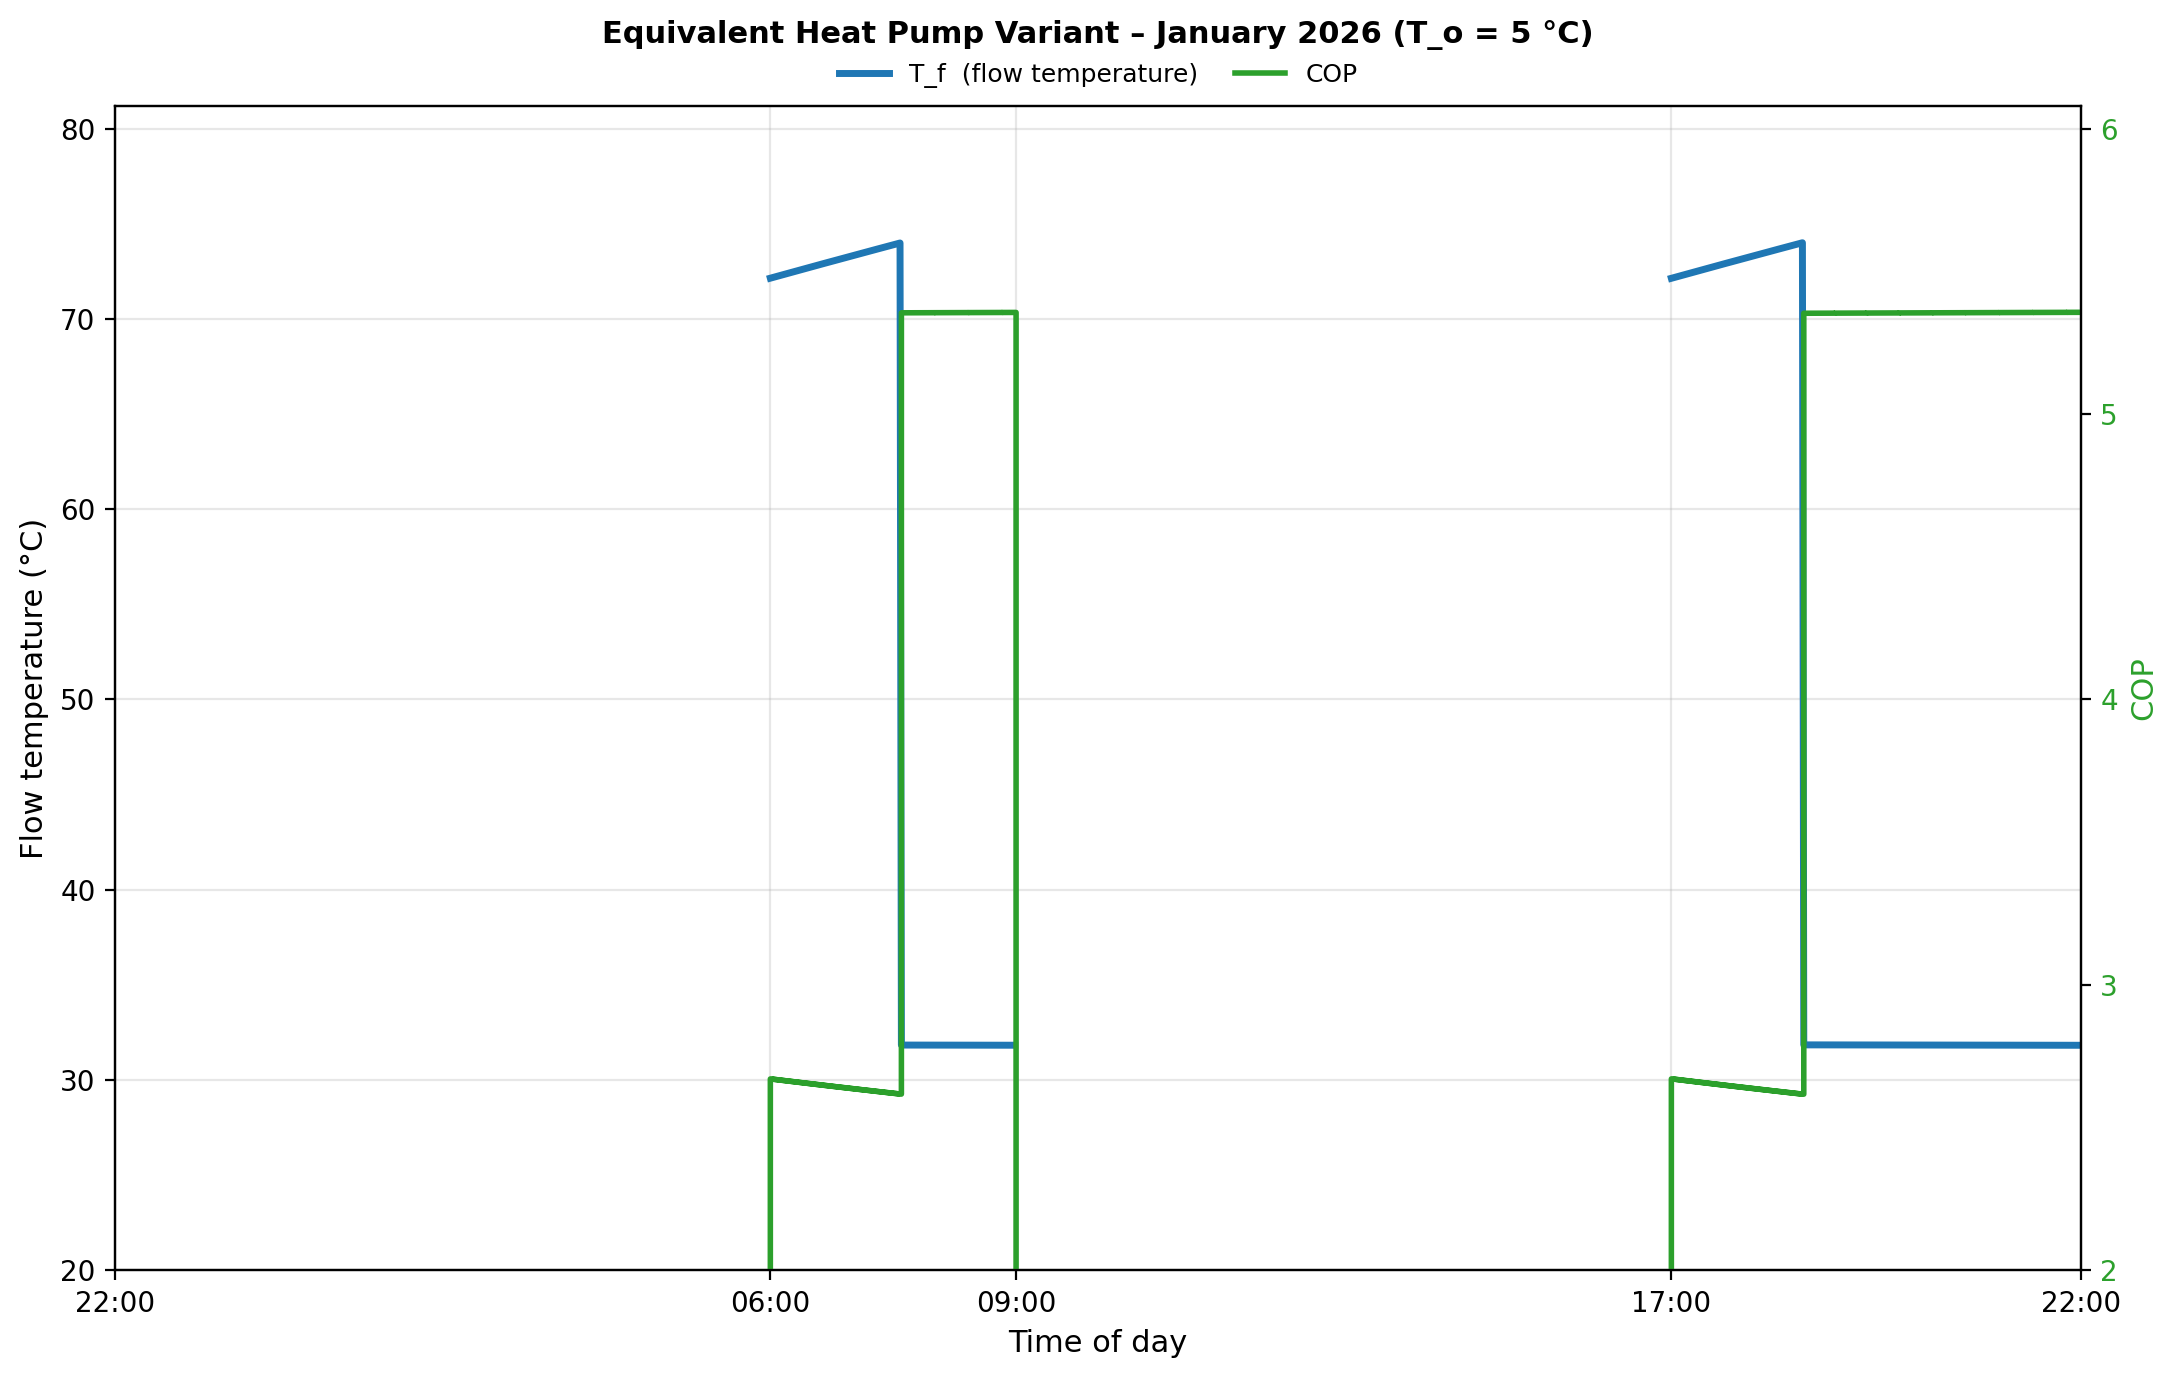 Equivalent Heat Pump Variant – January 2026 (T_o = 5 °C)
T_f (flow temperature)
COP
80
70
60
50
40
30
20
Flow temperature (°C)
6
5
4
3
2
COP
22:00
06:00
09:00
17:00
22:00
Time of day